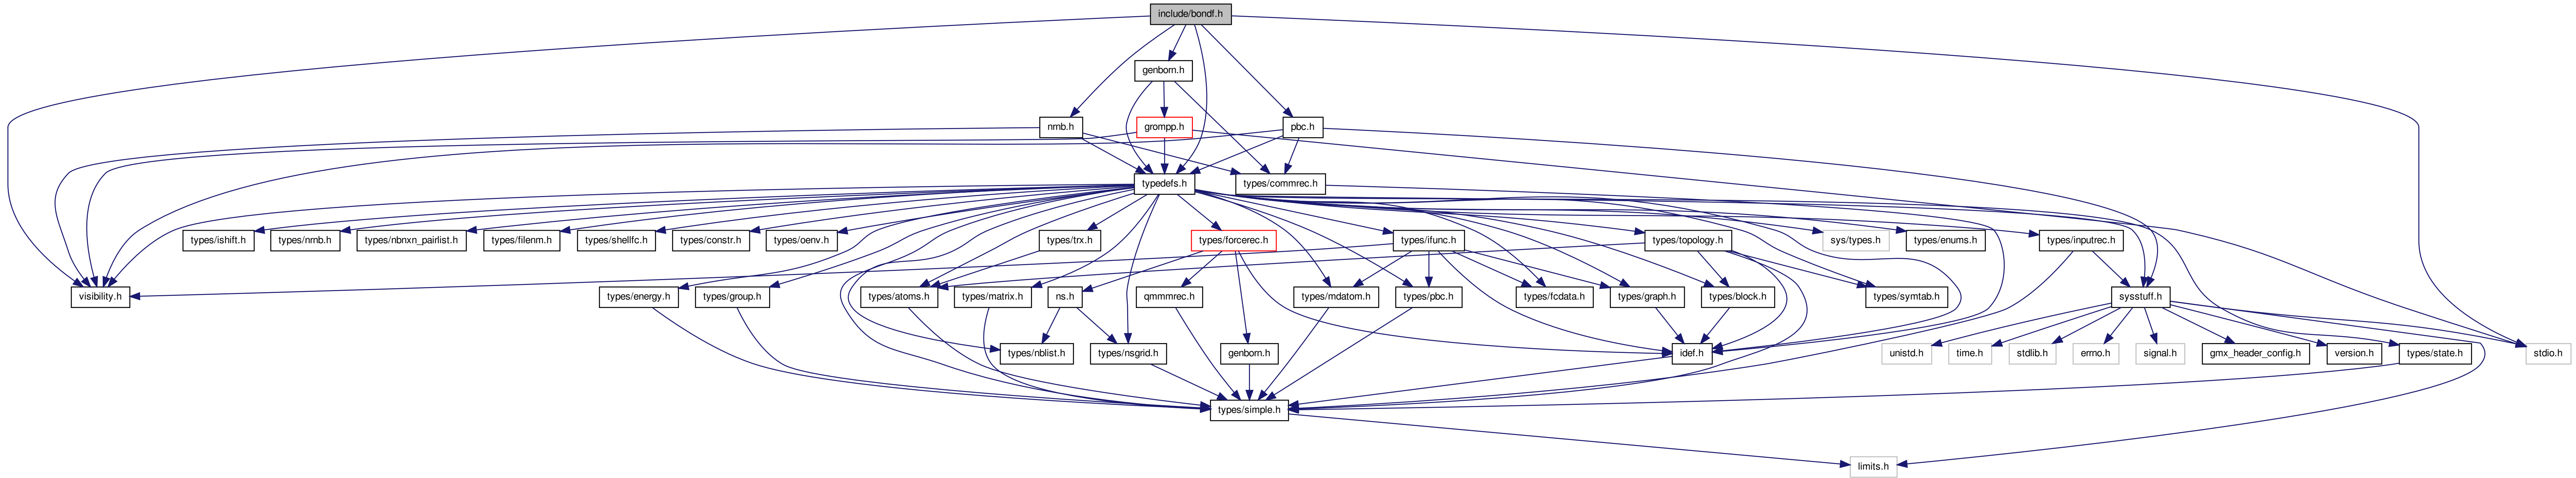 include/bondf.h
genborn.h
nrnb.h
grompp.h
pbc.h
typedefs.h
types/commrec.h
types/ishift.h
types/nrnb.h
types/nbnxn_pairlist.h
types/filenm.h
types/shellfc.h
types/constr.h
types/oenv.h
types/trx.h
types/forcerec.h
types/ifunc.h
types/topology.h
sys/types.h
types/enums.h
types/inputrec.h
visibility.h
types/energy.h
types/group.h
types/atoms.h
types/matrix.h
ns.h
qmmmrec.h
types/mdatom.h
types/pbc.h
types/fcdata.h
types/graph.h
types/block.h
types/symtab.h
sysstuff.h
types/nblist.h
types/nsgrid.h
genborn.h
idef.h
unistd.h
time.h
stdlib.h
errno.h
signal.h
gmx_header_config.h
version.h
types/state.h
stdio.h
types/simple.h
limits.h